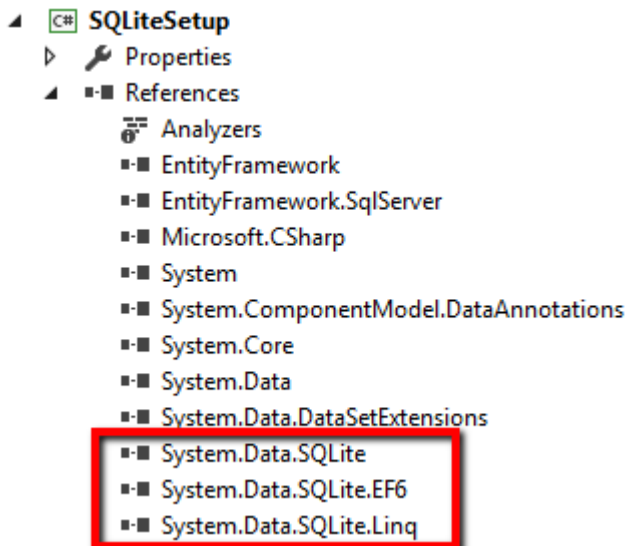 C# SQLiteSetup
Properties
References
Analyzers
EntityFramework
EntityFramework.SqlServer
Microsoft.CSharp
System
System.ComponentModel.DataAnnotations
System.Core
System.Data
System.Data.DataSetExtensions
System.Data.SQLite
System.Data.SQLite.EF6
System.Data.SQLite.Linq